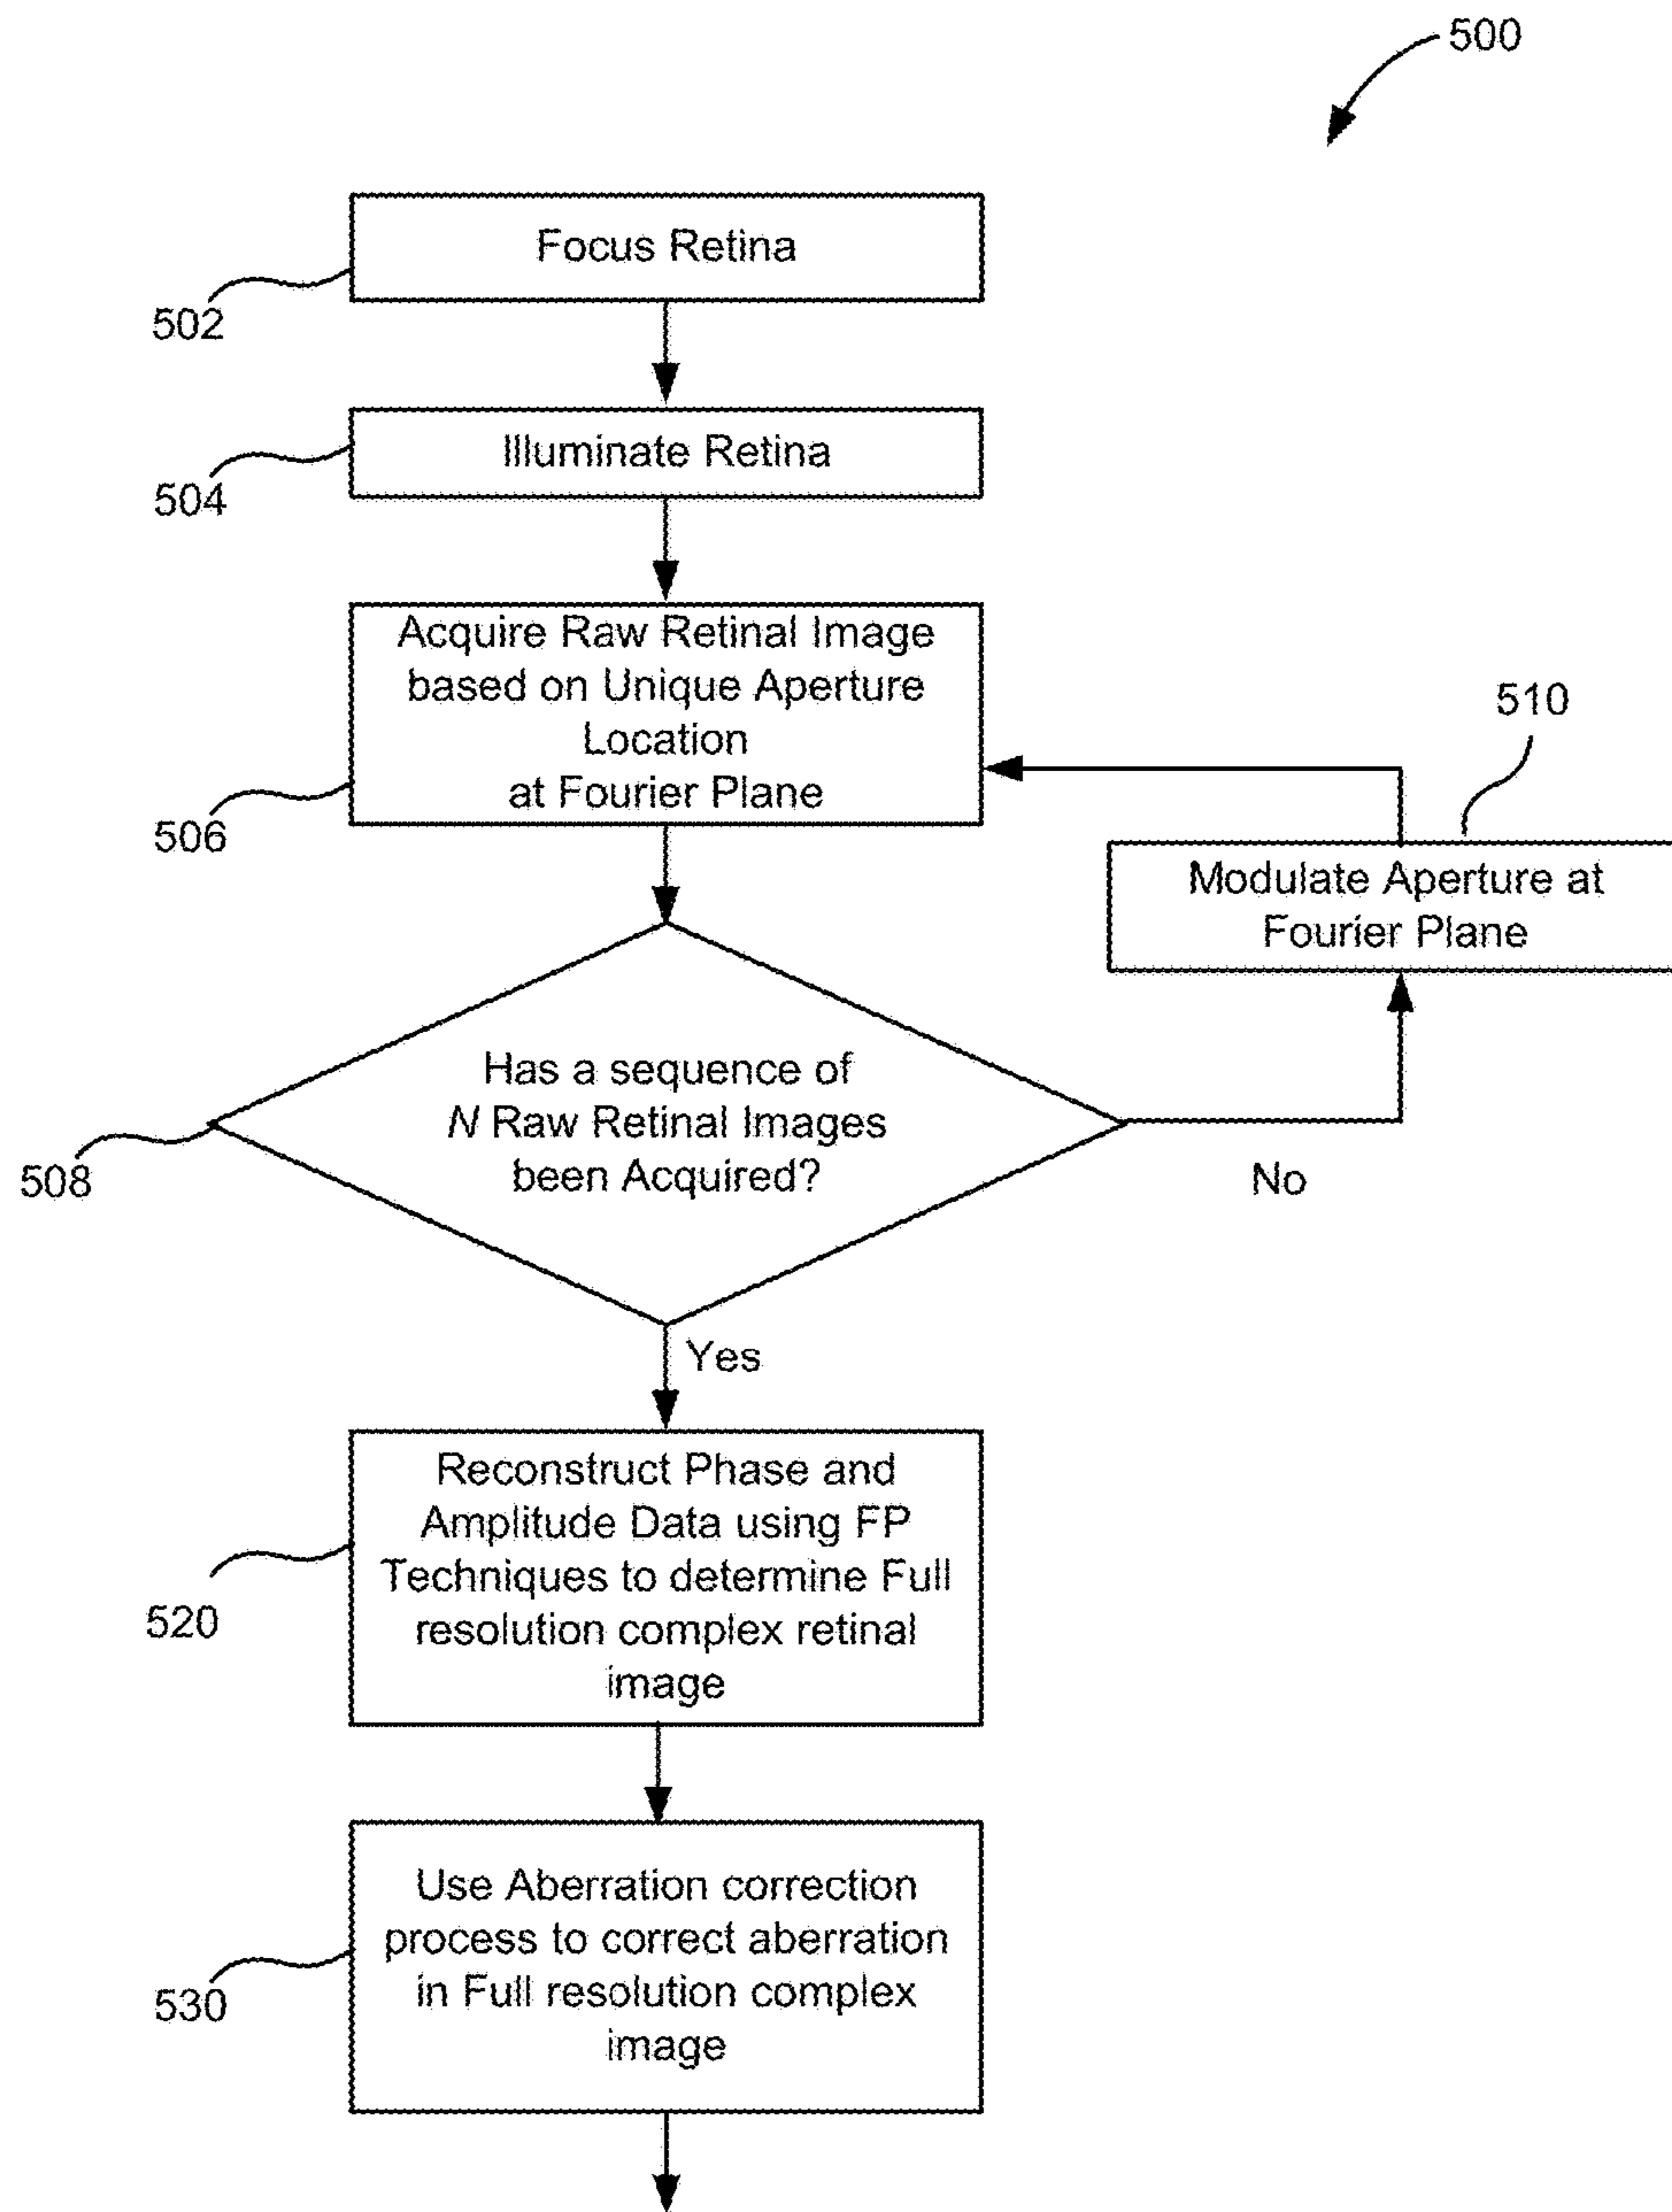 500
Focus Retina
502
Illuminate Retina
504
Acquire Raw Retinal Image
based on Unique Aperture
Location
at Fourier Plane
506
510
Modulate Aperture at
Fourier Plane
Has a sequence of
N Raw Retinal Images
been Acquired?
508
No
Yes
Reconstruct Phase and
Amplitude Data using FP
Techniques to determine Full
resolution complex retinal
image
520
Use Aberration correction
process to correct aberration
in Full resolution complex
image
530